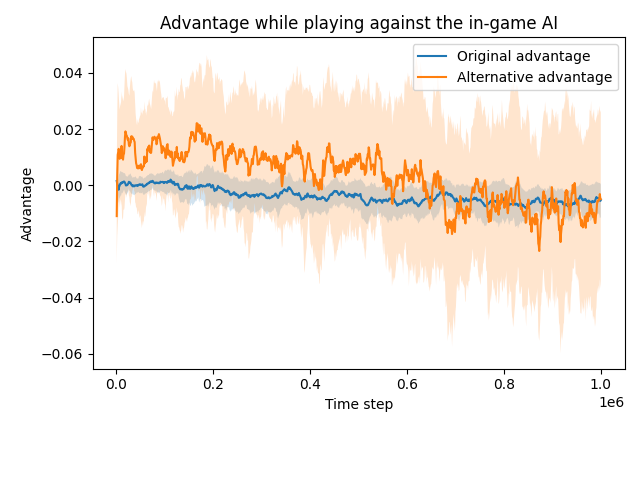 Advantage while playing against the in-game AI
Original advantage
Alternative advantage
Advantage
0.04
0.02
0.00
−0.02
−0.04
−0.06
0.0 0.2 0.4 0.6 0.8 1.0
1e6
Time step